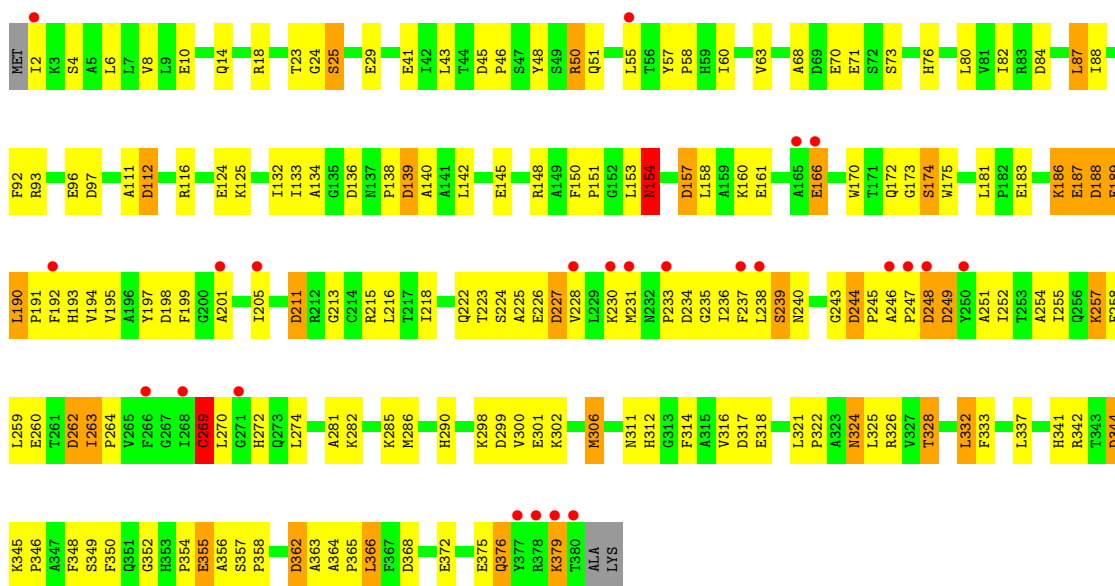 MET I2 K3 S4 A5 L6 L7 V8 L9 E10 Q14 R18 T23 G24 S25 E29 E41 I42 L43 T44 D45 P46 S47 Y48 S49 R50 Q51 L55 T56 Y57 P58 H59 I60 V63 A68 D69 E70 E71 S72 S73 H76 L80 V81 I82 R83 D84 L87 I88
F92 R93 E96 D97 A111 D112 R116 E124 K125 I132 I133 A134 G135 D136 N137 P138 D139 A140 A141 L142 E145 R148 A149 F150 P151 G152 L153 N154 D157 L158 A159 K160 E161 A165 E166 W170 T171 Q172 G173 S174 W175 L181 P182 E183 K186 L187 D188
L190 P191 F192 H193 V194 V195 A196 Y197 D198 F199 G200 A201 I205 D211 R212 G213 C214 R215 L216 T217 I218 Q222 T223 S224 A225 E226 D227 V228 L229 K230 M231 N232 P233 D234 G235 I236 F237 L238 S239 N240 G243 D244 P245 A246 P247 D248 D249 Y250 A251 I252 T253 A254 I255 Q256 K257
L259 E260 T261 D262 I263 P264 V265 F266 G267 I268 C269 L270 G271 H272 Q273 L274 A281 K282 K285 M286 H290 K298 D299 V300 E301 K302 M306 N311 H312 G313 F314 A315 V316 D317 E318 L321 P322 A323 N324 L325 R326 V327 T328 L332 F333 L337 H341 R342 T343
K345 P346 A347 F348 S349 F350 Q351 G352 H353 P354 E355 A356 S357 P358 D362 A363 A364 P365 L366 F367 D368 E372 E375 Q376 Y377 R378 K379 T380 ALA LYS